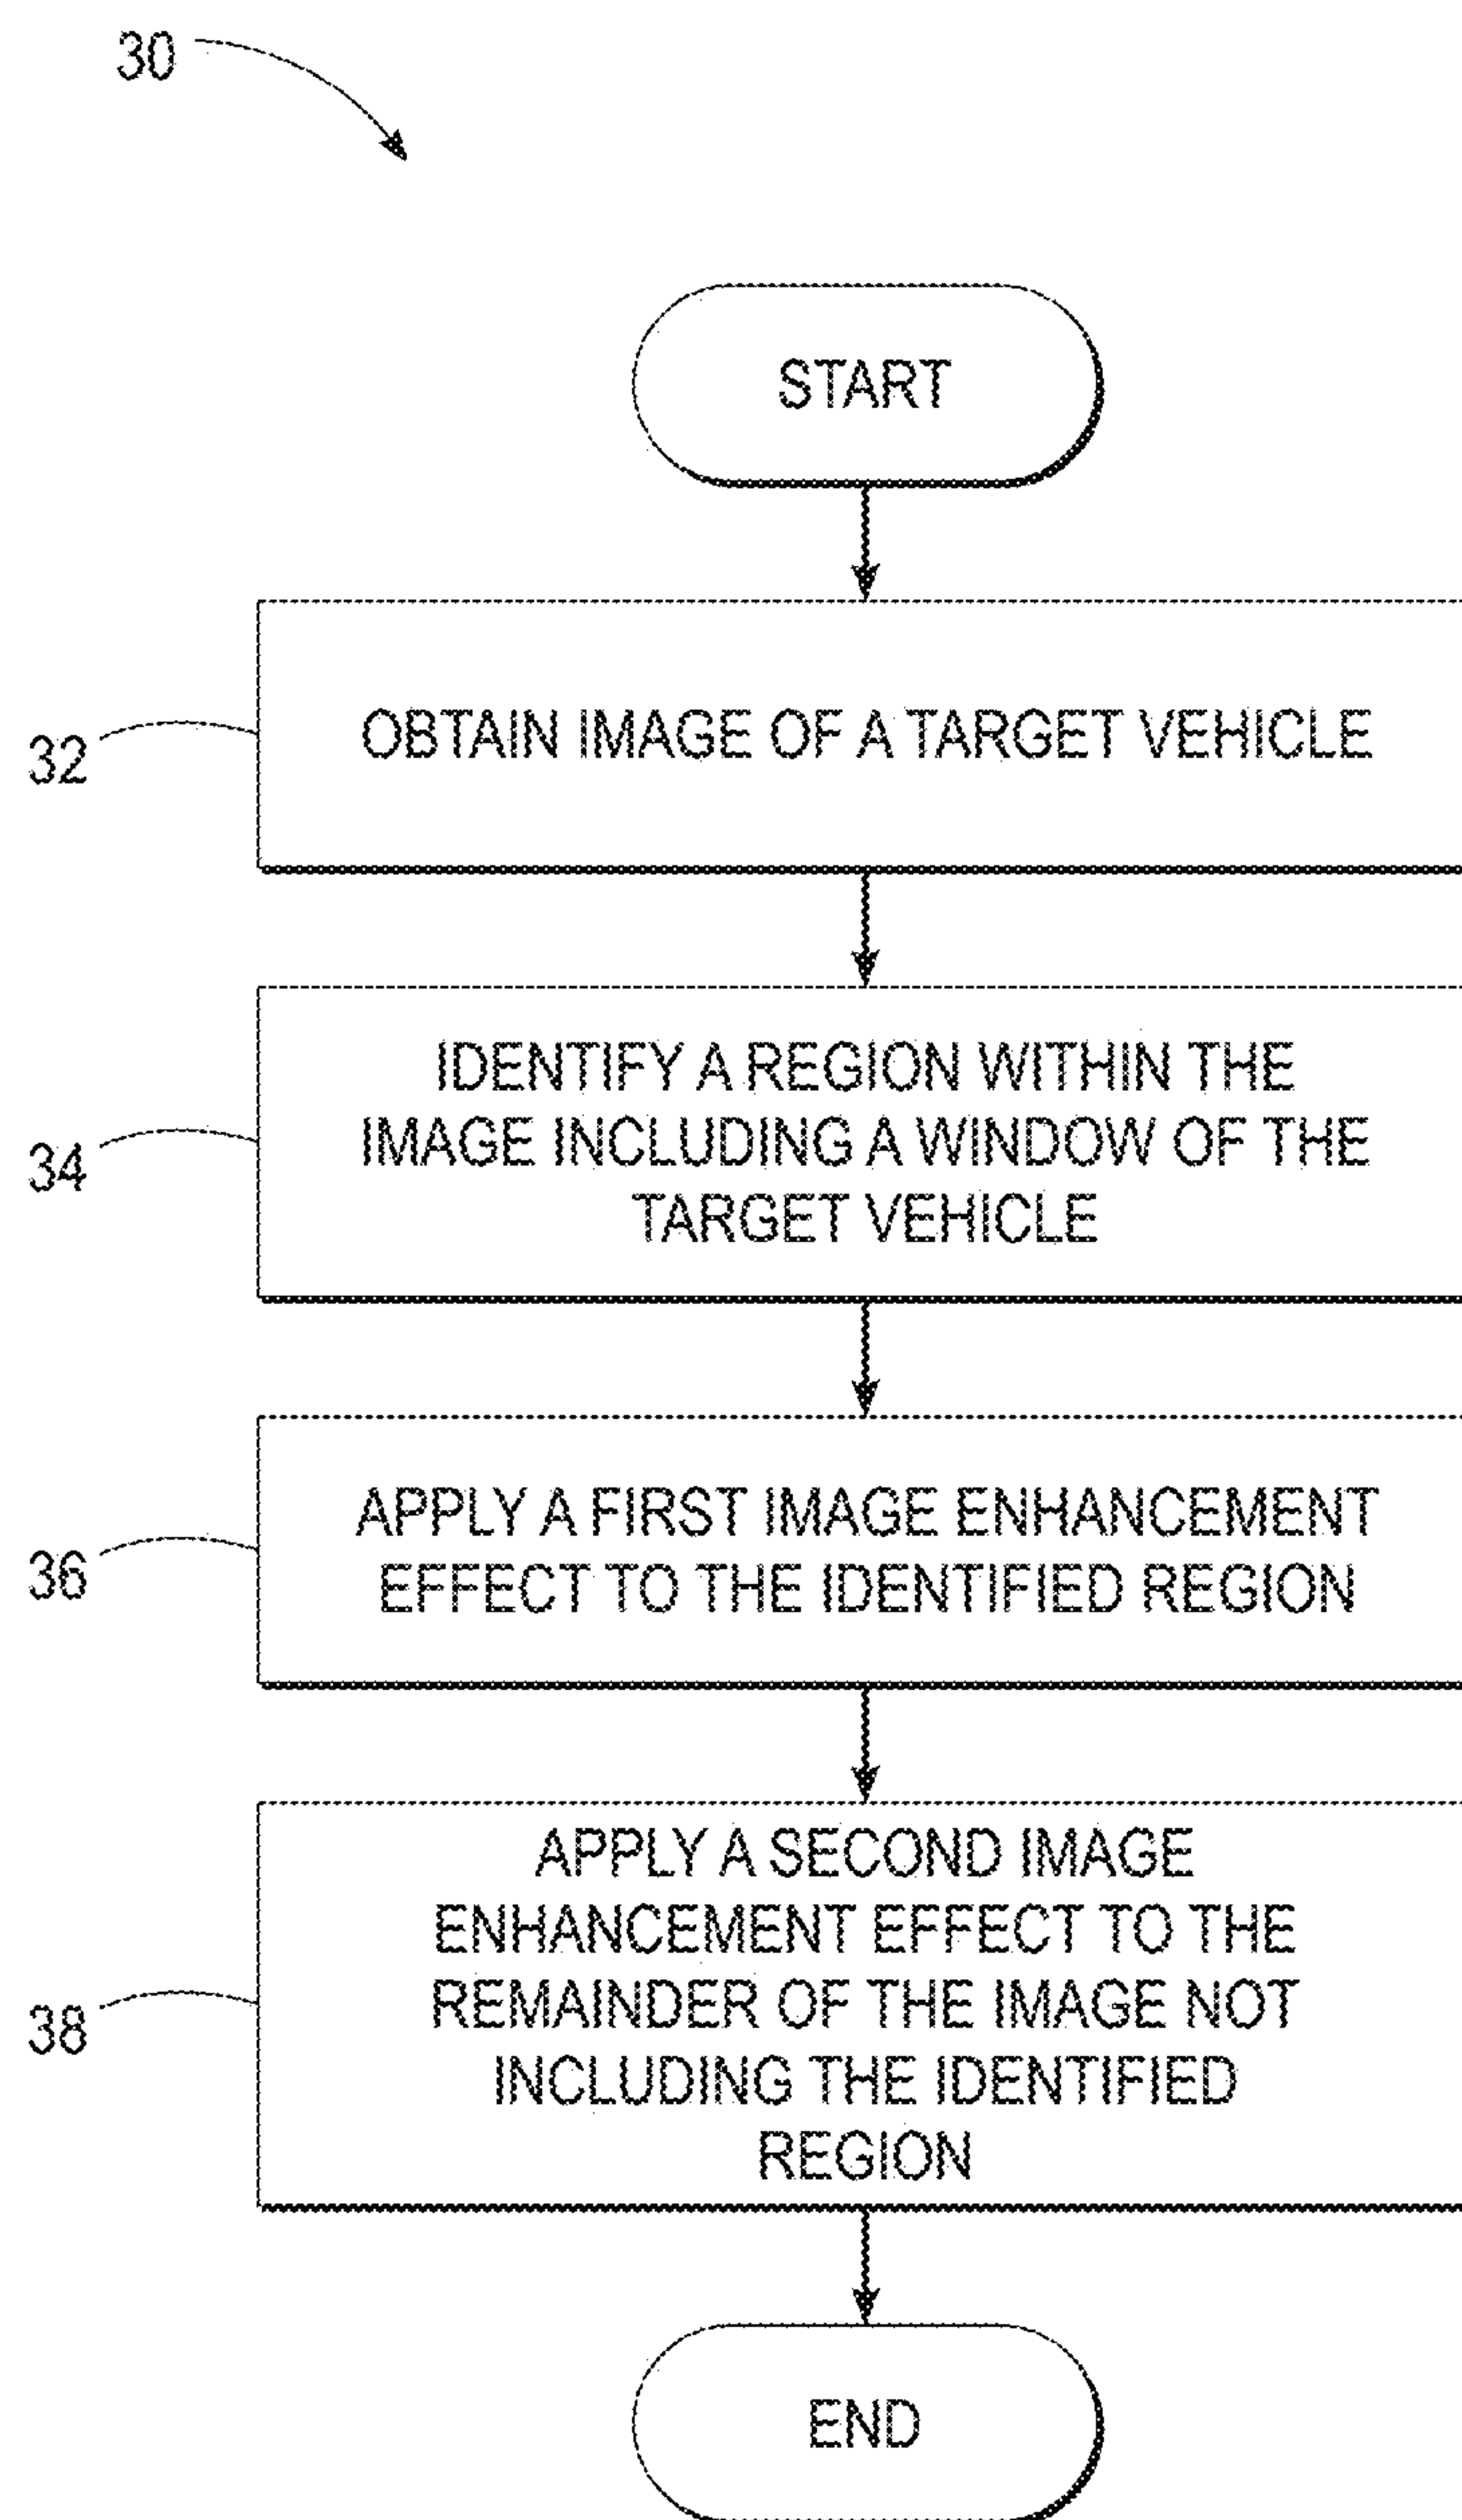 30
START
32
OBTAIN IMAGE OF A TARGET VEHICLE
34
IDENTIFY A REGION WITHIN THE
IMAGE INCLUDING A WINDOW OF THE
TARGET VEHICLE
36
APPLY A FIRST IMAGE ENHANCEMENT
EFFECT TO THE IDENTIFIED REGION
38
APPLY A SECOND IMAGE
ENHANCEMENT EFFECT TO THE
REMAINDER OF THE IMAGE NOT
INCLUDING THE IDENTIFIED
REGION
END